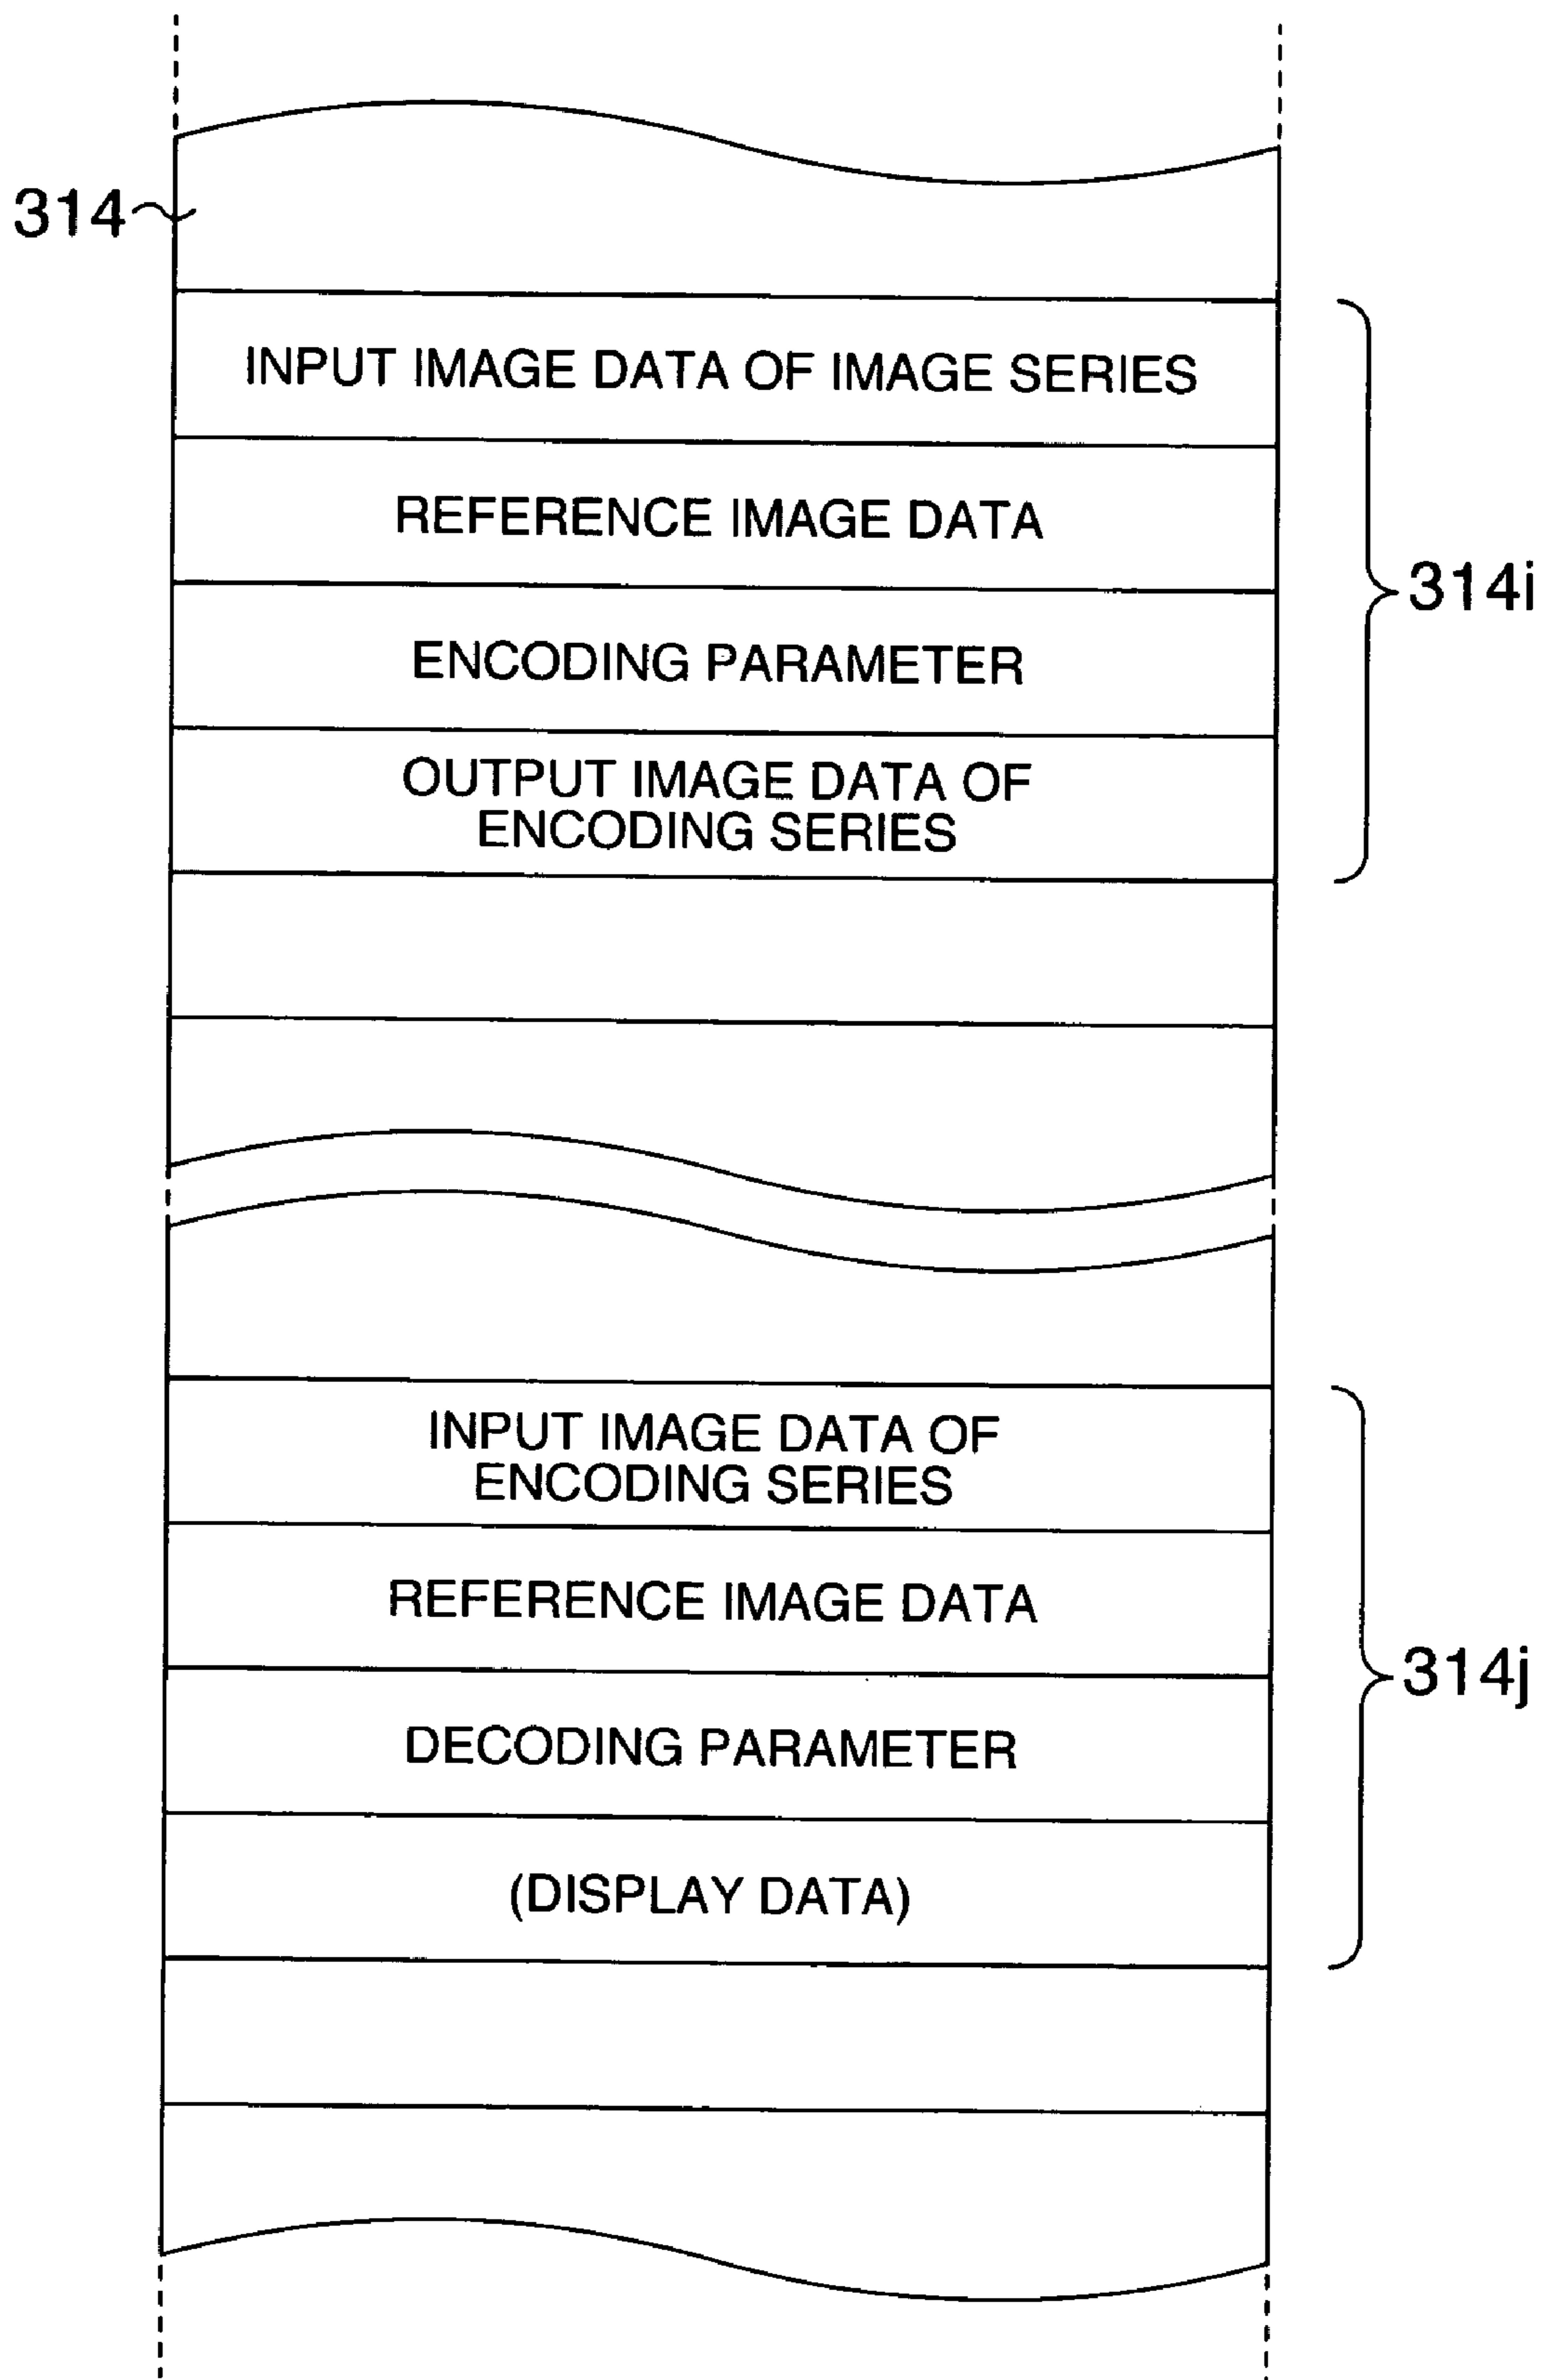 314
INPUT IMAGE DATA OF IMAGE SERIES
REFERENCE IMAGE DATA
314i
ENCODING PARAMETER
OUTPUT IMAGE DATA OF
ENCODING SERIES
INPUT IMAGE DATA OF
ENCODING SERIES
REFERENCE IMAGE DATA
314j
DECODING PARAMETER
(DISPLAY DATA)